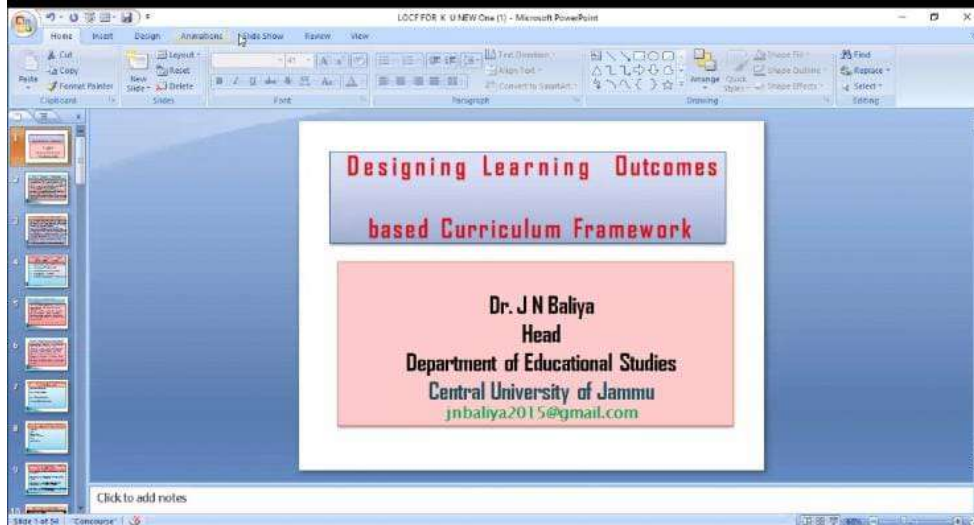 LOCF FOR K U NEW One (1) - Microsoft PowerPoint
Home Insert Design Animations Slide Show Review View
Cut
Copy
Format Painter
Paste
Clipboard
New Slide
Layout
Reset
Delete
Slides
Font
Text Direction
Align Text
Convert to SmartArt
Paragraph
Arrange
Quick Styles
Shape Fill
Shape Outline
Shape Effects
Drawing
Find
Replace
Select
Editing
Designing Learning Outcomes
based Curriculum Framework
Dr. J N Baliya
Head
Department of Educational Studies
Central University of Jammu
jnbaliya2015@gmail.com
Click to add notes
Slide 1 of 54 "Concourse"